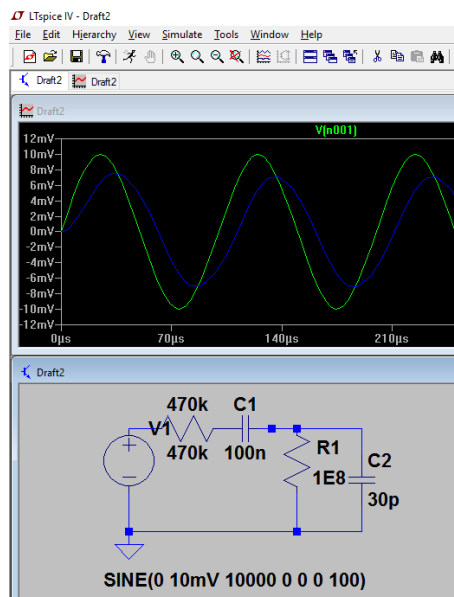 LTspice IV - Draft2
File Edit Hierarchy View Simulate Tools Window Help
Draft2 Draft2
Draft2
V(n001)
12mV
10mV
8mV
6mV
4mV
2mV
0mV
-2mV
-4mV
-6mV
-8mV
-10mV
-12mV
0µs 70µs 140µs 210µs
Draft2
470k C1
V1
470k 100n
R1
1E8
C2
30p
SINE(0 10mV 10000 0 0 0 100)